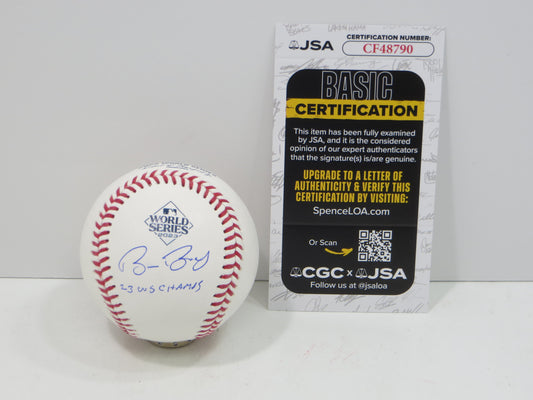 WORLD
SERIES
2023
23 WS CHAMPS
JSA
CERTIFICATION NUMBER:
CF48790
BASIC
CERTIFICATION
This item has been fully examined
by JSA, and it is the considered
opinion of our expert authenticators
that the signature(s) is/are genuine.
UPGRADE TO A LETTER OF
AUTHENTICITY & VERIFY THIS
CERTIFICATION BY VISITING:
SpenceLOA.com
Or Scan
CGC x JSA
Follow us @jsaloa